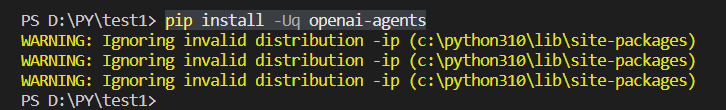 PS D:\PY\test1> pip install -Uq openai-agents
WARNING: Ignoring invalid distribution -ip (c:\python310\lib\site-packages)
WARNING: Ignoring invalid distribution -ip (c:\python310\lib\site-packages)
WARNING: Ignoring invalid distribution -ip (c:\python310\lib\site-packages)
PS D:\PY\test1>